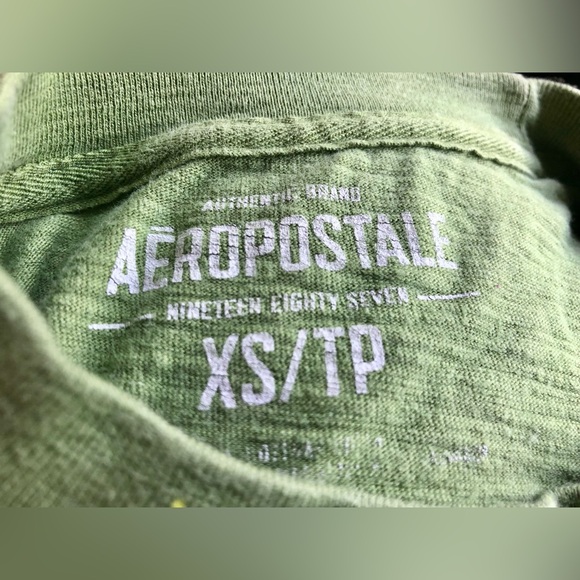 AUTHENTIC BRAND
AÉROPOSTALE
NINETEEN EIGHTY SEVEN
XS/TP